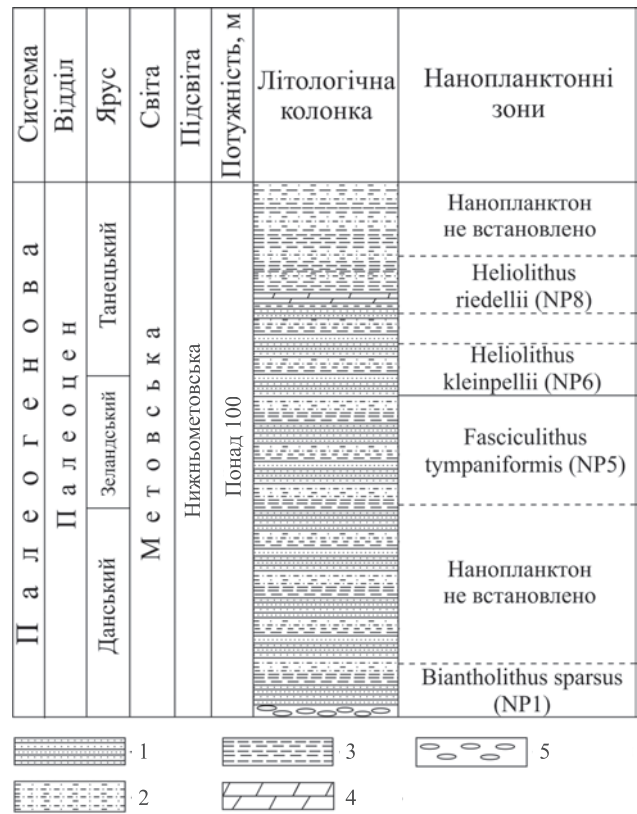 Система
Відділ
Ярус
Світа
Підсвіта
Потужність, м
Літологічна
колонка
Нанопланктонні
зони
Палеогенова
Палеоцен
Танецький
Зеландський
Данський
Метовська
Нижньометовська
Понад 100
Нанопланктон
не встановлено
Heliolithus
riedellii (NP8)
Heliolithus
kleinpellii (NP6)
Fasciculithus
tympaniformis (NP5)
Нанопланктон
не встановлено
Biantholithus sparsus
(NP1)
1
3
5
2
4